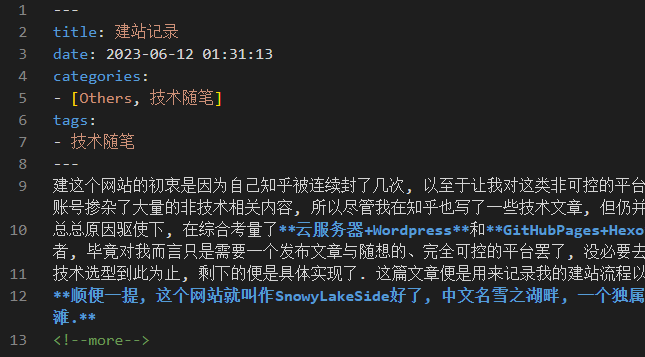 1 ---
2 title: 建站记录
3 date: 2023-06-12 01:31:13
4 categories:
5 - [Others, 技术随笔]
6 tags:
7 - 技术随笔
8 ---
9 建这个网站的初衷是因为自己知乎被连续封了几次, 以至于让我对这类非可控的平台
账号掺杂了大量的非技术相关内容, 所以尽管我在知乎也写了一些技术文章, 但仍并
10 总总原因驱使下, 在综合考量了**云服务器+Wordpress**和**GitHubPages+Hexo
者, 毕竟对我而言只是需要一个发布文章与随想的、完全可控的平台罢了, 没必要去
11 技术选型到此为止, 剩下的便是具体实现了. 这篇文章便是用来记录我的建站流程以
12 **顺便一提, 这个网站就叫作SnowyLakeSide好了, 中文名雪之湖畔, 一个独属
滩.**
13 <!--more-->